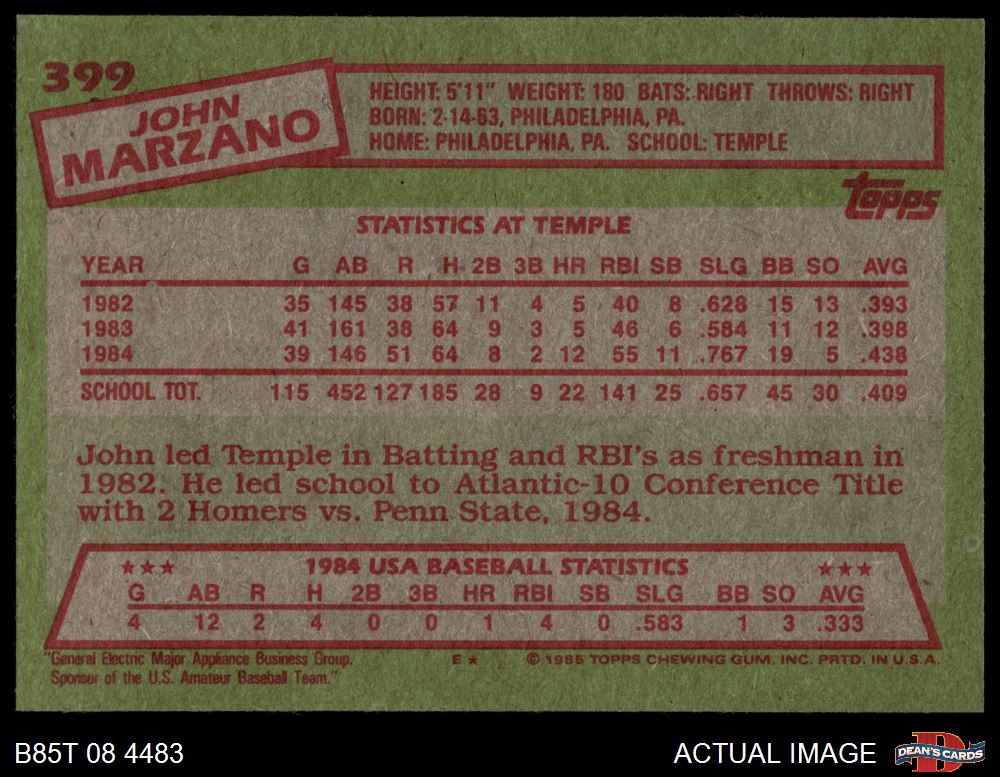 399
JOHN
MARZANO
HEIGHT: 5'11" WEIGHT: 180 BATS: RIGHT THROWS: RIGHT
BORN: 2-14-63, PHILADELPHIA, PA.
HOME: PHILADELPHIA, PA. SCHOOL: TEMPLE
topps
STATISTICS AT TEMPLE
YEAR G AB R H 2B 3B HR RBI SB SLG BB SO AVG
1982 35 145 38 57 11 4 5 40 8 .628 15 13 .393
1983 41 161 38 64 9 3 5 46 6 .584 11 12 .398
1984 39 146 51 64 8 2 12 55 11 .767 19 5 .438
SCHOOL TOT. 115 452 127 185 28 9 22 141 25 .657 45 30 .409
John led Temple in Batting and RBI's as freshman in
1982. He led school to Atlantic-10 Conference Title
with 2 Homers vs. Penn State, 1984.
★★★ 1984 USA BASEBALL STATISTICS ★★★
G AB R H 2B 3B HR RBI SB SLG BB SO AVG
4 12 2 4 0 0 1 4 0 .583 1 3 .333
"General Electric Major Appliance Business Group.
Sponsor of the U.S. Amateur Baseball Team."
E★ © 1985 TOPPS CHEWING GUM, INC. PRTD. IN U.S.A.
B85T 08 4483
ACTUAL IMAGE
DEAN'S CARDS